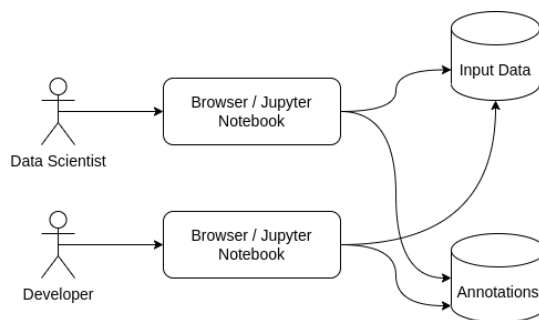 Browser / Jupyter
Notebook
Input Data
Data Scientist
Browser / Jupyter
Notebook
Developer
Annotations